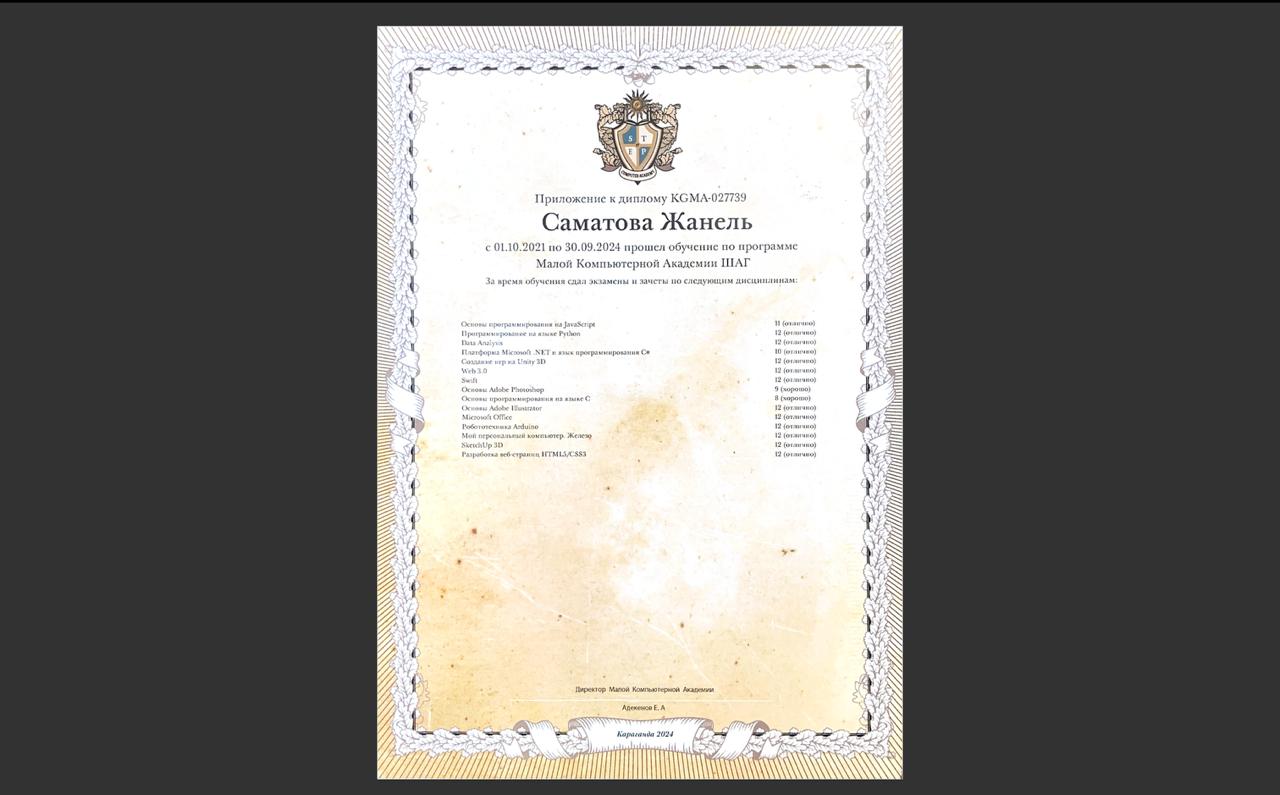 S T
E P
COMPUTER ACADEMY
Приложение к диплому KGMA-027739
Саматова Жанель
с 01.10.2021 по 30.09.2024 прошел обучение по программе
Малой Компьютерной Академии ШАГ
За время обучения сдал экзамены и зачеты по следующим дисциплинам:
Основы программирования на JavaScript 11 (отлично)
Программирование на языке Python 12 (отлично)
Data Analysis 12 (отлично)
Платформа Microsoft .NET и язык программирования C# 10 (отлично)
Создание игр на Unity 3D 12 (отлично)
Web 3.0 12 (отлично)
Swift 12 (отлично)
Основы Adobe Photoshop 9 (хорошо)
Основы программирования на языке C 8 (хорошо)
Основы Adobe Illustrator 12 (отлично)
Microsoft Office 12 (отлично)
Робототехника Arduino 12 (отлично)
Мой персональный компьютер. Железо 12 (отлично)
SketchUp 3D 12 (отлично)
Разработка веб-страниц HTML5/CSS3 12 (отлично)
Директор Малой Компьютерной Академии
Адекенов Е. А
Караганда 2024